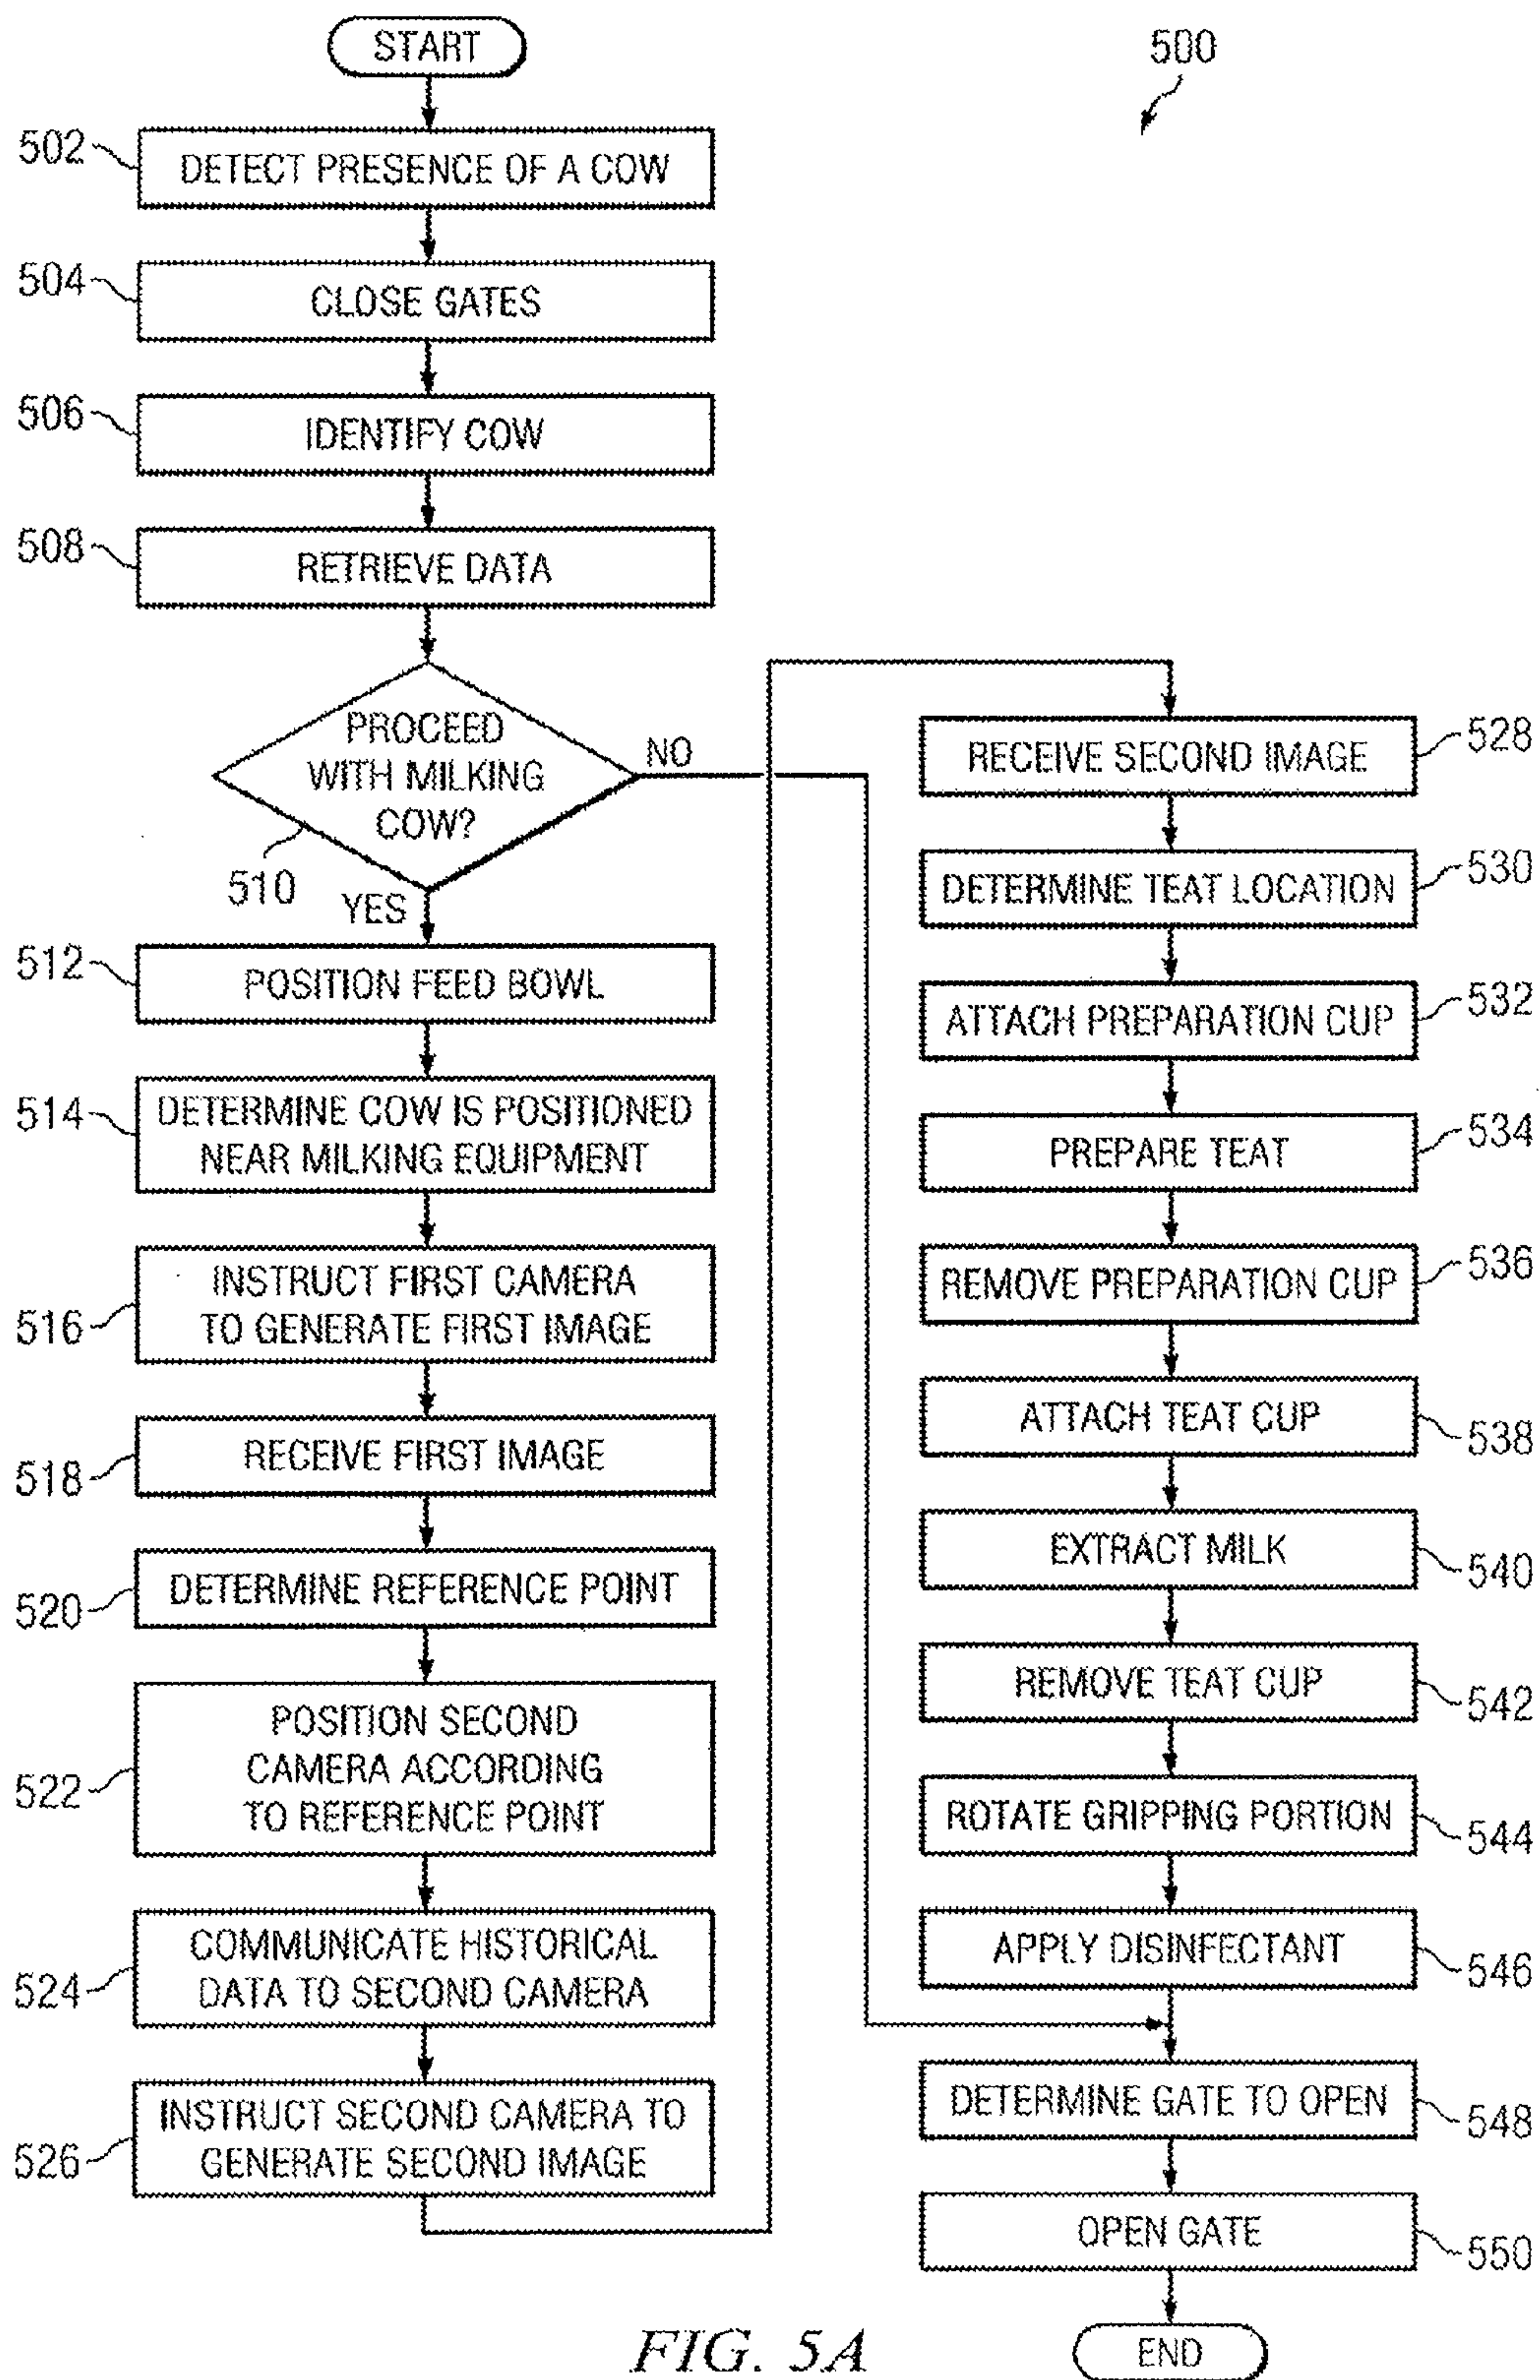 START
500
502
DETECT PRESENCE OF A COW
504
CLOSE GATES
506
IDENTIFY COW
508
RETRIEVE DATA
PROCEED
WITH MILKING
COW?
NO
510
YES
512
POSITION FEED BOWL
514
DETERMINE COW IS POSITIONED
NEAR MILKING EQUIPMENT
516
INSTRUCT FIRST CAMERA
TO GENERATE FIRST IMAGE
518
RECEIVE FIRST IMAGE
520
DETERMINE REFERENCE POINT
522
POSITION SECOND
CAMERA ACCORDING
TO REFERENCE POINT
524
COMMUNICATE HISTORICAL
DATA TO SECOND CAMERA
526
INSTRUCT SECOND CAMERA TO
GENERATE SECOND IMAGE
RECEIVE SECOND IMAGE
528
DETERMINE TEAT LOCATION
530
ATTACH PREPARATION CUP
532
PREPARE TEAT
534
REMOVE PREPARATION CUP
536
ATTACH TEAT CUP
538
EXTRACT MILK
540
REMOVE TEAT CUP
542
ROTATE GRIPPING PORTION
544
APPLY DISINFECTANT
546
DETERMINE GATE TO OPEN
548
OPEN GATE
550
END
FIG. 5A